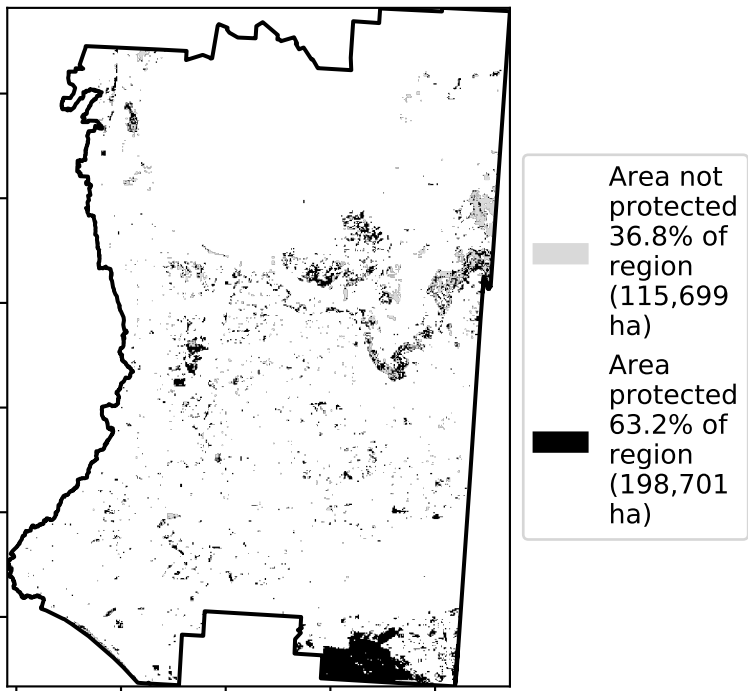 Area not
protected
36.8% of
region
(115,699
ha)
Area
protected
63.2% of
region
(198,701
ha)